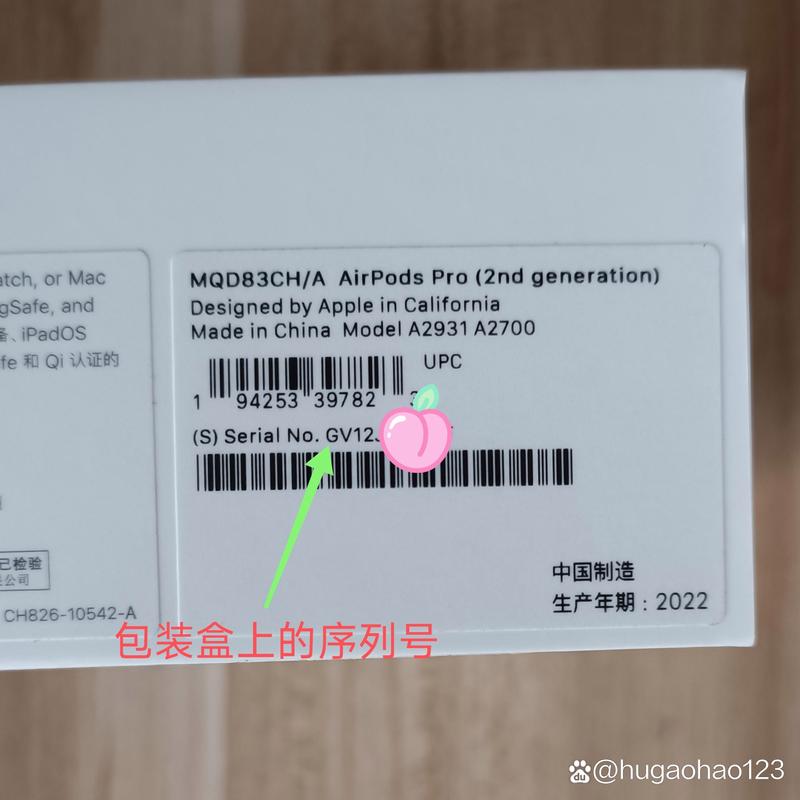 atch, or Mac
gSafe, and
备、iPadOS
fe 和 Qi 认证的
已检验
公司
CH826-10542-A
MQD83CH/A AirPods Pro (2nd generation)
Designed by Apple in California
Made in China Model A2931 A2700
UPC
1 94253 39782
(S) Serial No. GV12
中国制造
生产年期：2022
包装盒上的序列号
@hugaohao123